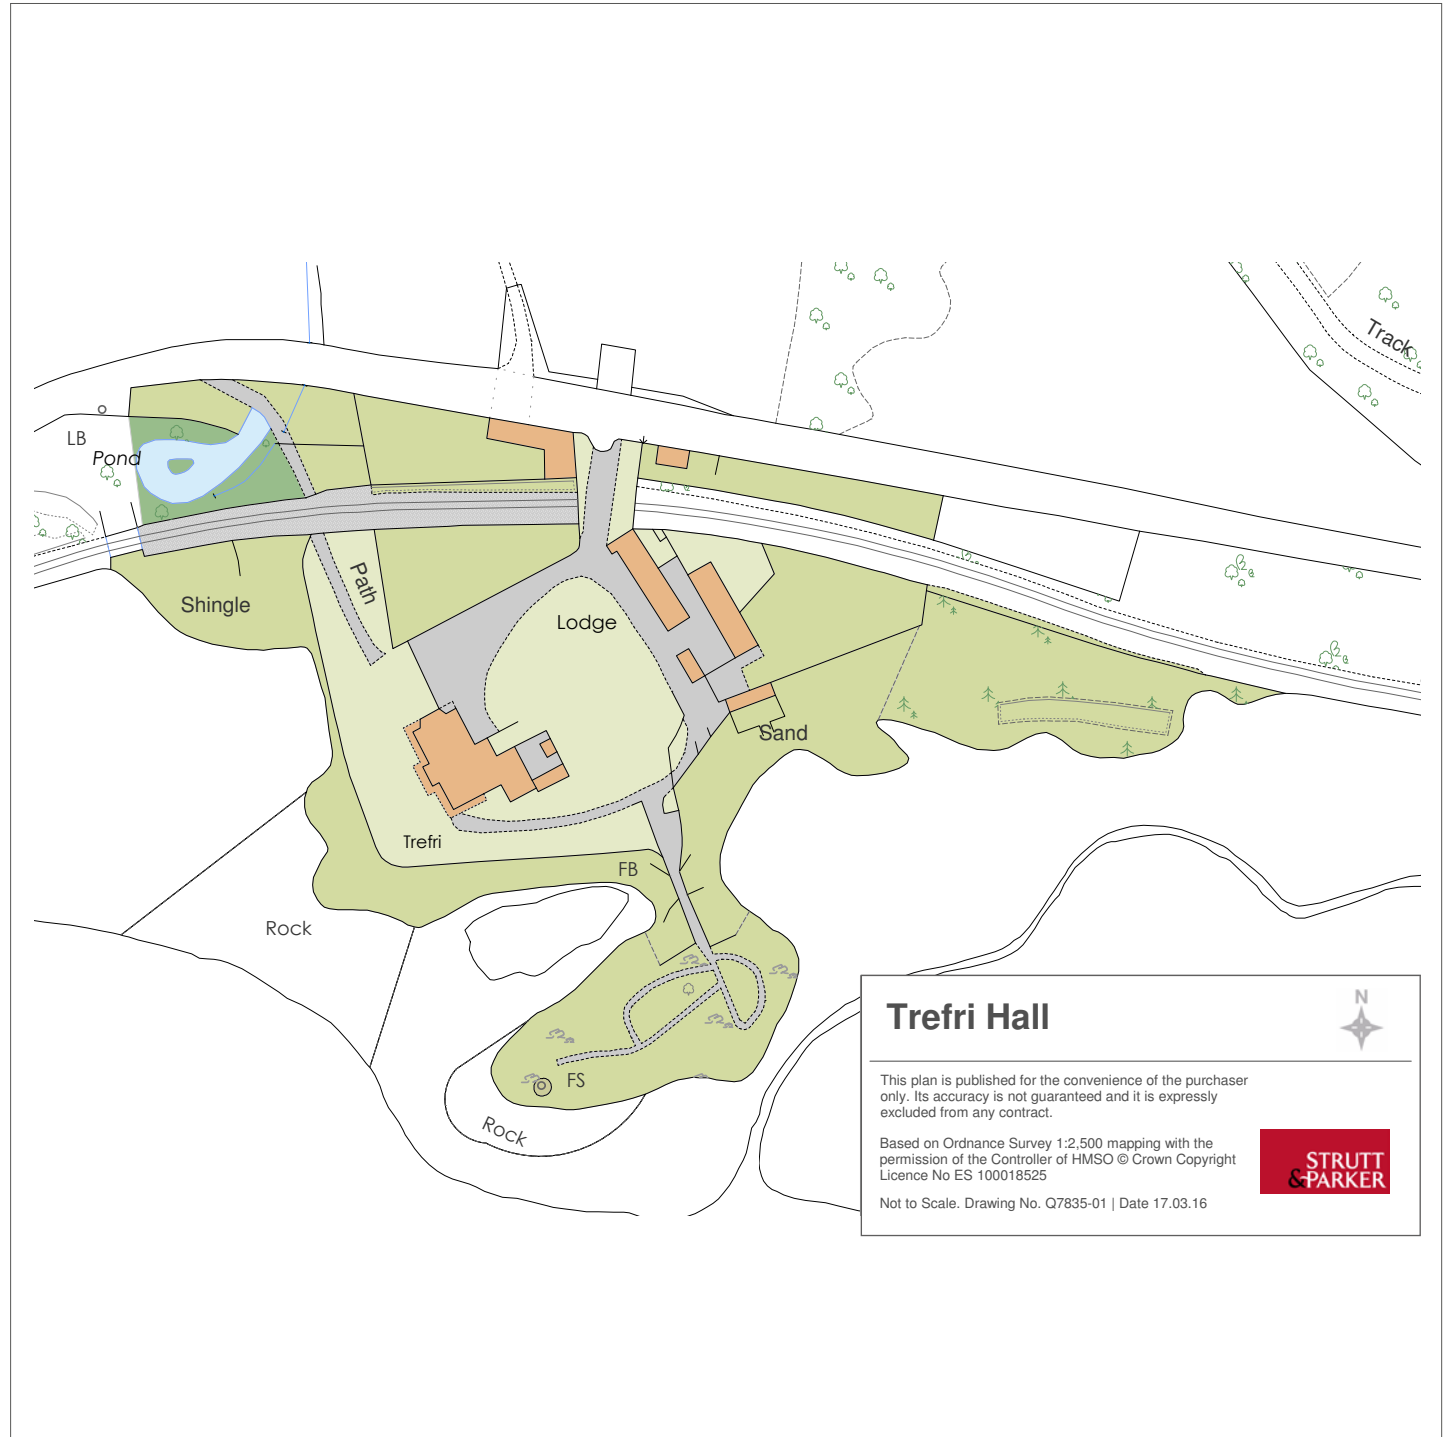 Track
LB
Pond
Path
Shingle
Lodge
Sand
Trefri
FB
Rock
FS
Rock
Trefri Hall
N
This plan is published for the convenience of the purchaser
only. Its accuracy is not guaranteed and it is expressly
excluded from any contract.
Based on Ordnance Survey 1:2,500 mapping with the
permission of the Controller of HMSO © Crown Copyright
Licence No ES 100018525
Not to Scale. Drawing No. Q7835-01 | Date 17.03.16
STRUTT
&PARKER